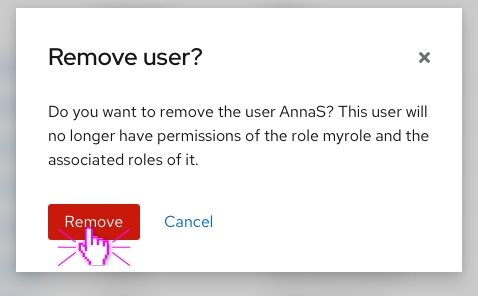 Remove user?
Do you want to remove the user AnnaS? This user will
no longer have permissions of the role myrole and the
associated roles of it.
Remove
Cancel